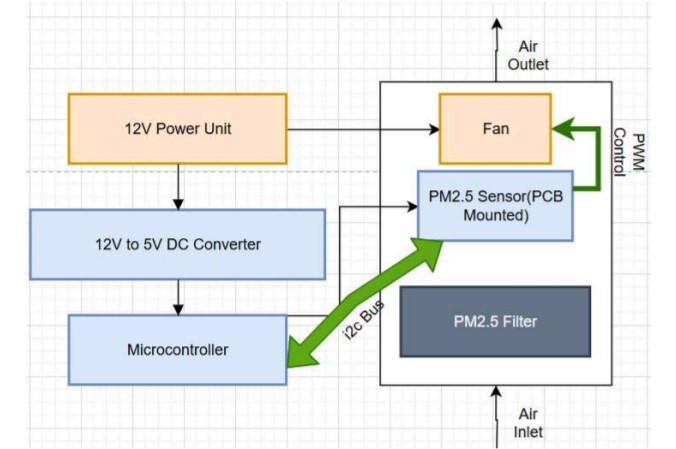 Air
Outlet
12V Power Unit
Fan
PWM
Control
PM2.5 Sensor(PCB
Mounted)
12V to 5V DC Converter
i2c Bus
PM2.5 Filter
Microcontroller
Air
Inlet